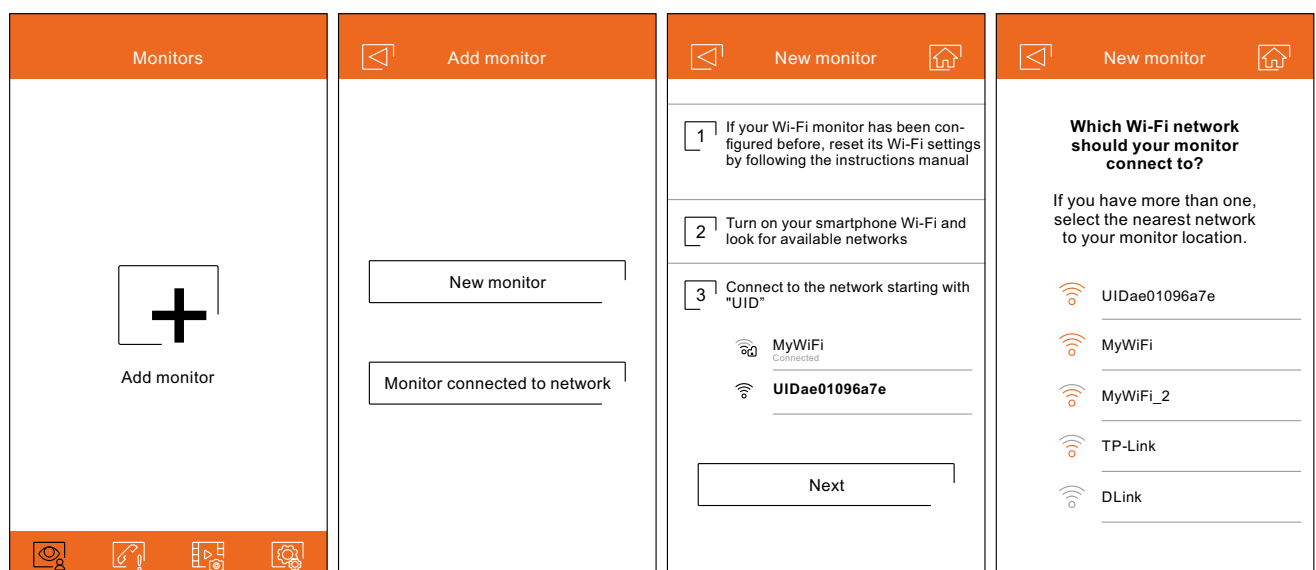 Monitors
Add monitor
Add monitor
New monitor
Monitor connected to network
New monitor
1
If your Wi-Fi monitor has been con-
figured before, reset its Wi-Fi settings
by following the instructions manual
2
Turn on your smartphone Wi-Fi and
look for available networks
3
Connect to the network starting with
"UID”
MyWiFi
Connected
UIDae01096a7e
Next
New monitor
Which Wi-Fi network
should your monitor
connect to?
If you have more than one,
select the nearest network
to your monitor location.
UIDae01096a7e
MyWiFi
MyWiFi_2
TP-Link
DLink